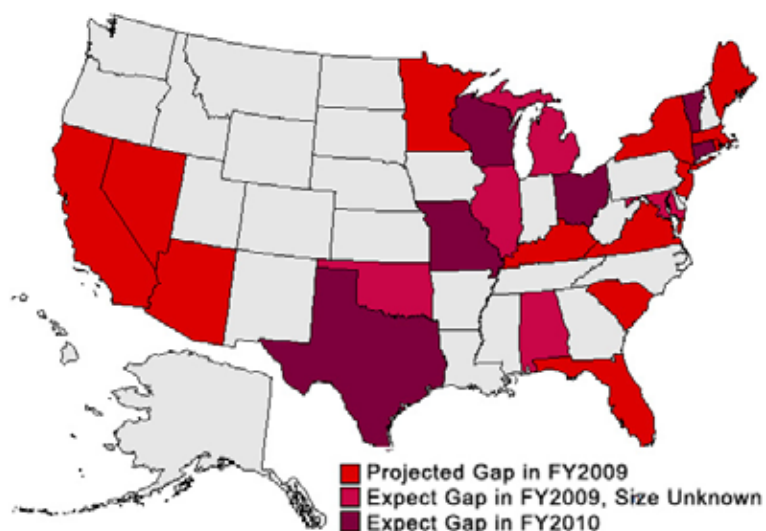 Projected Gap in FY2009
Expect Gap in FY2009, Size Unknown
Expect Gap in FY2010